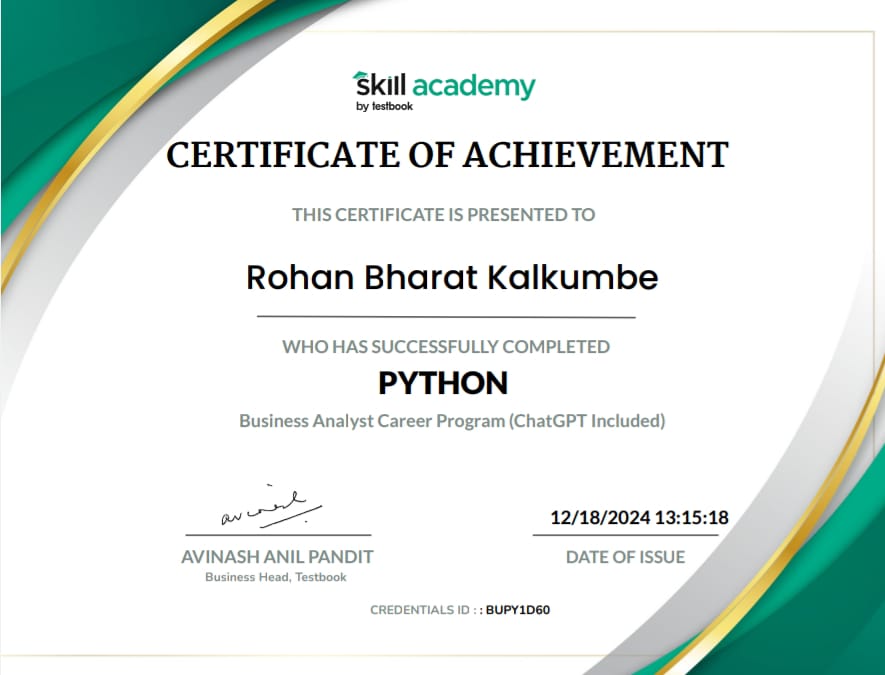 skill academy
by testbook
CERTIFICATE OF ACHIEVEMENT
THIS CERTIFICATE IS PRESENTED TO
Rohan Bharat Kalkumbe
WHO HAS SUCCESSFULLY COMPLETED
PYTHON
Business Analyst Career Program (ChatGPT Included)
avinash
12/18/2024 13:15:18
AVINASH ANIL PANDIT
DATE OF ISSUE
Business Head, Testbook
CREDENTIALS ID : : BUPY1D60